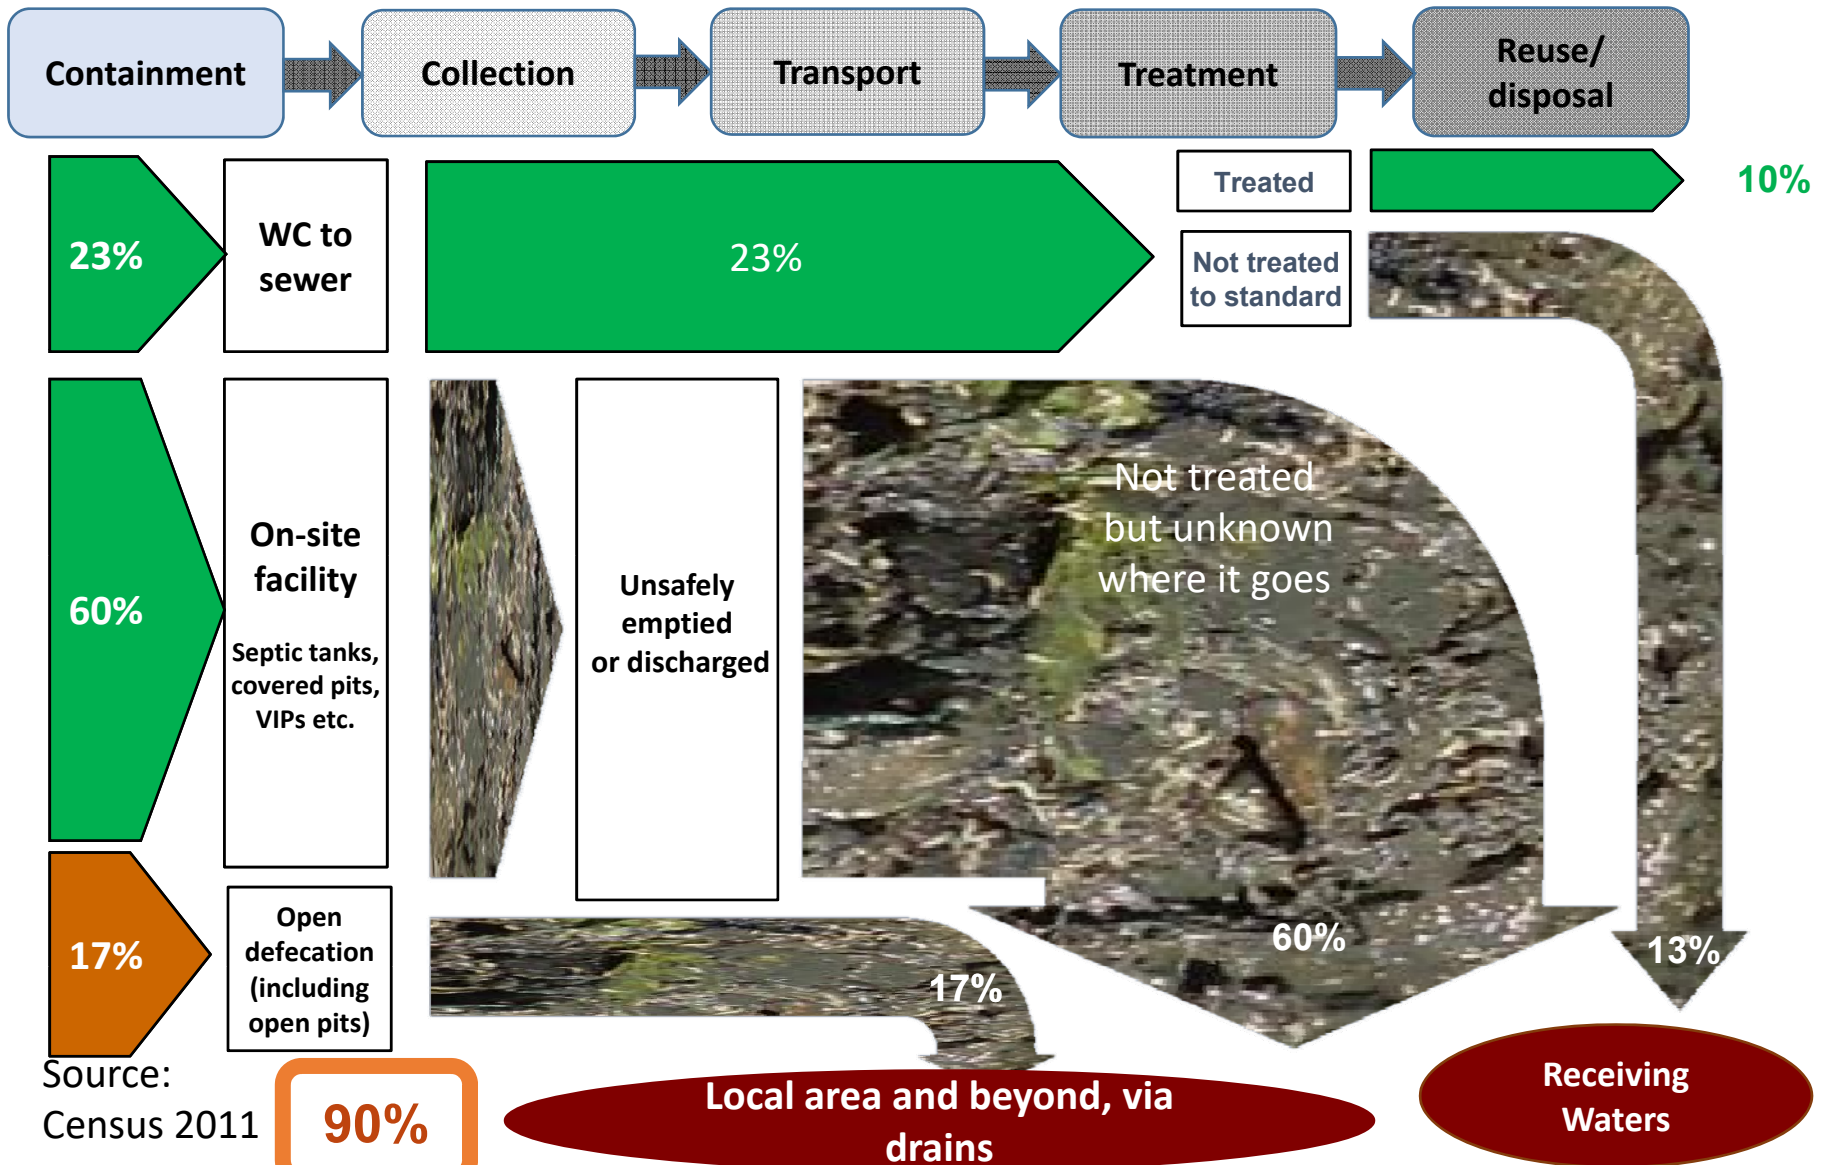 Containment
Collection
Transport
Treatment
Reuse/
disposal
23%
WC to
sewer
23%
Treated
10%
Not treated
to standard
60%
On-site
facility
Septic tanks,
covered pits,
VIPs etc.
Unsafely
emptied
or discharged
Not treated
but unknown
where it goes
60%
13%
17%
Open
defecation
(including
open pits)
17%
Source:
Census 2011
90%
Local area and beyond, via
drains
Receiving
Waters